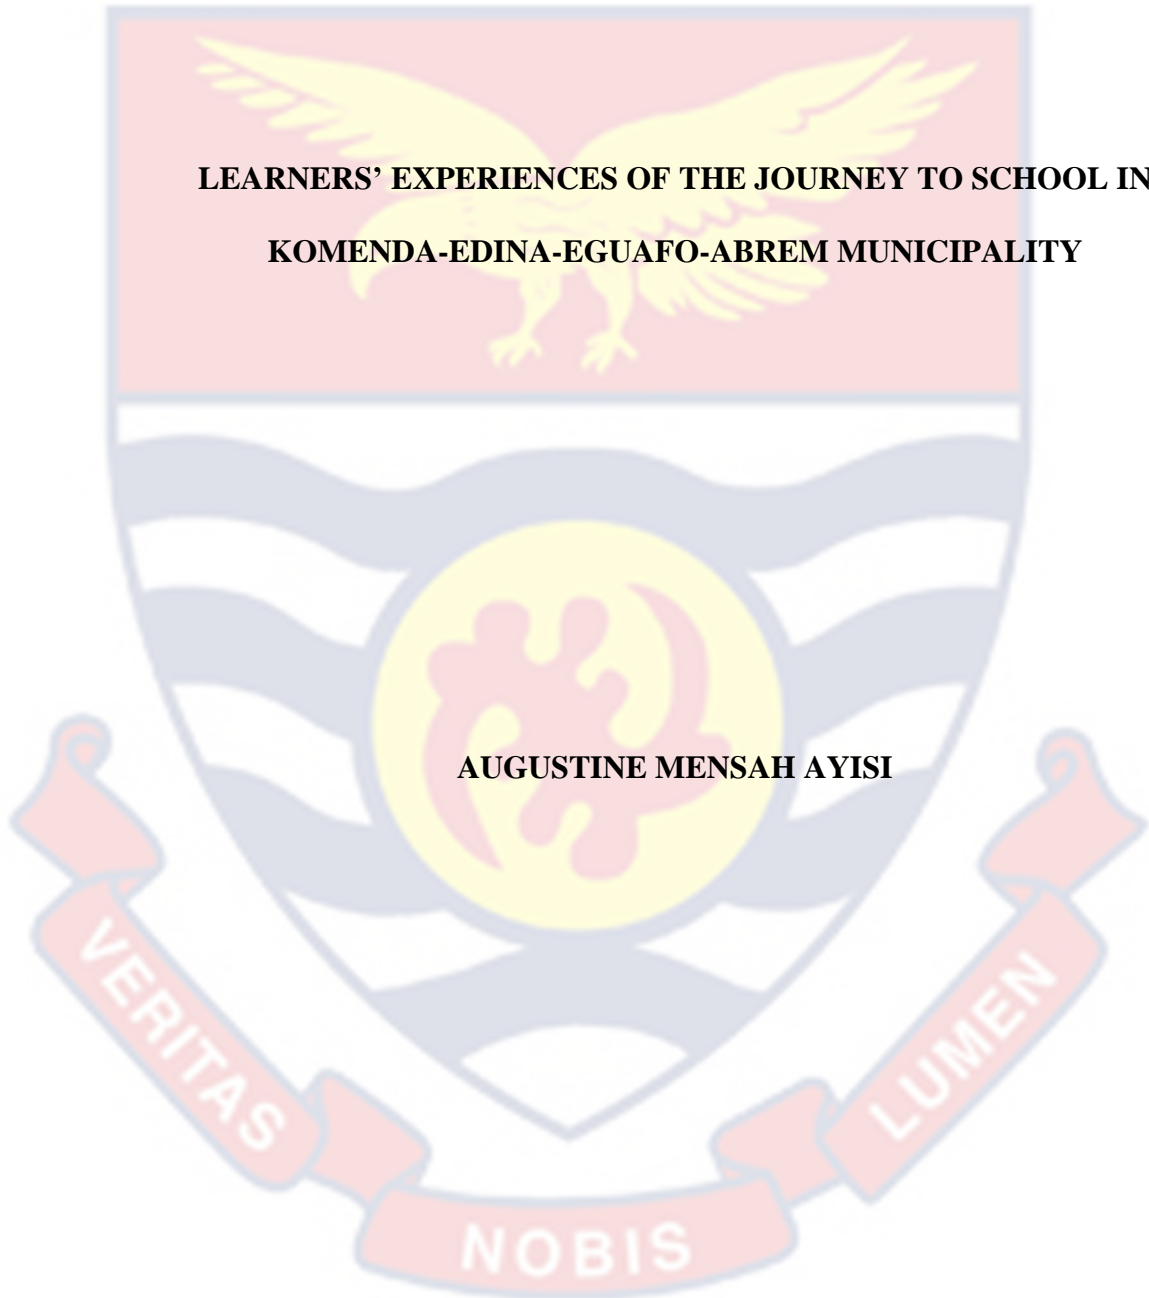 LEARNERS’ EXPERIENCES OF THE JOURNEY TO SCHOOL IN
KOMENDA-EDINA-EGUAFO-ABREM MUNICIPALITY
AUGUSTINE MENSAH AYISI
VERITAS
NOBIS
LUMEN